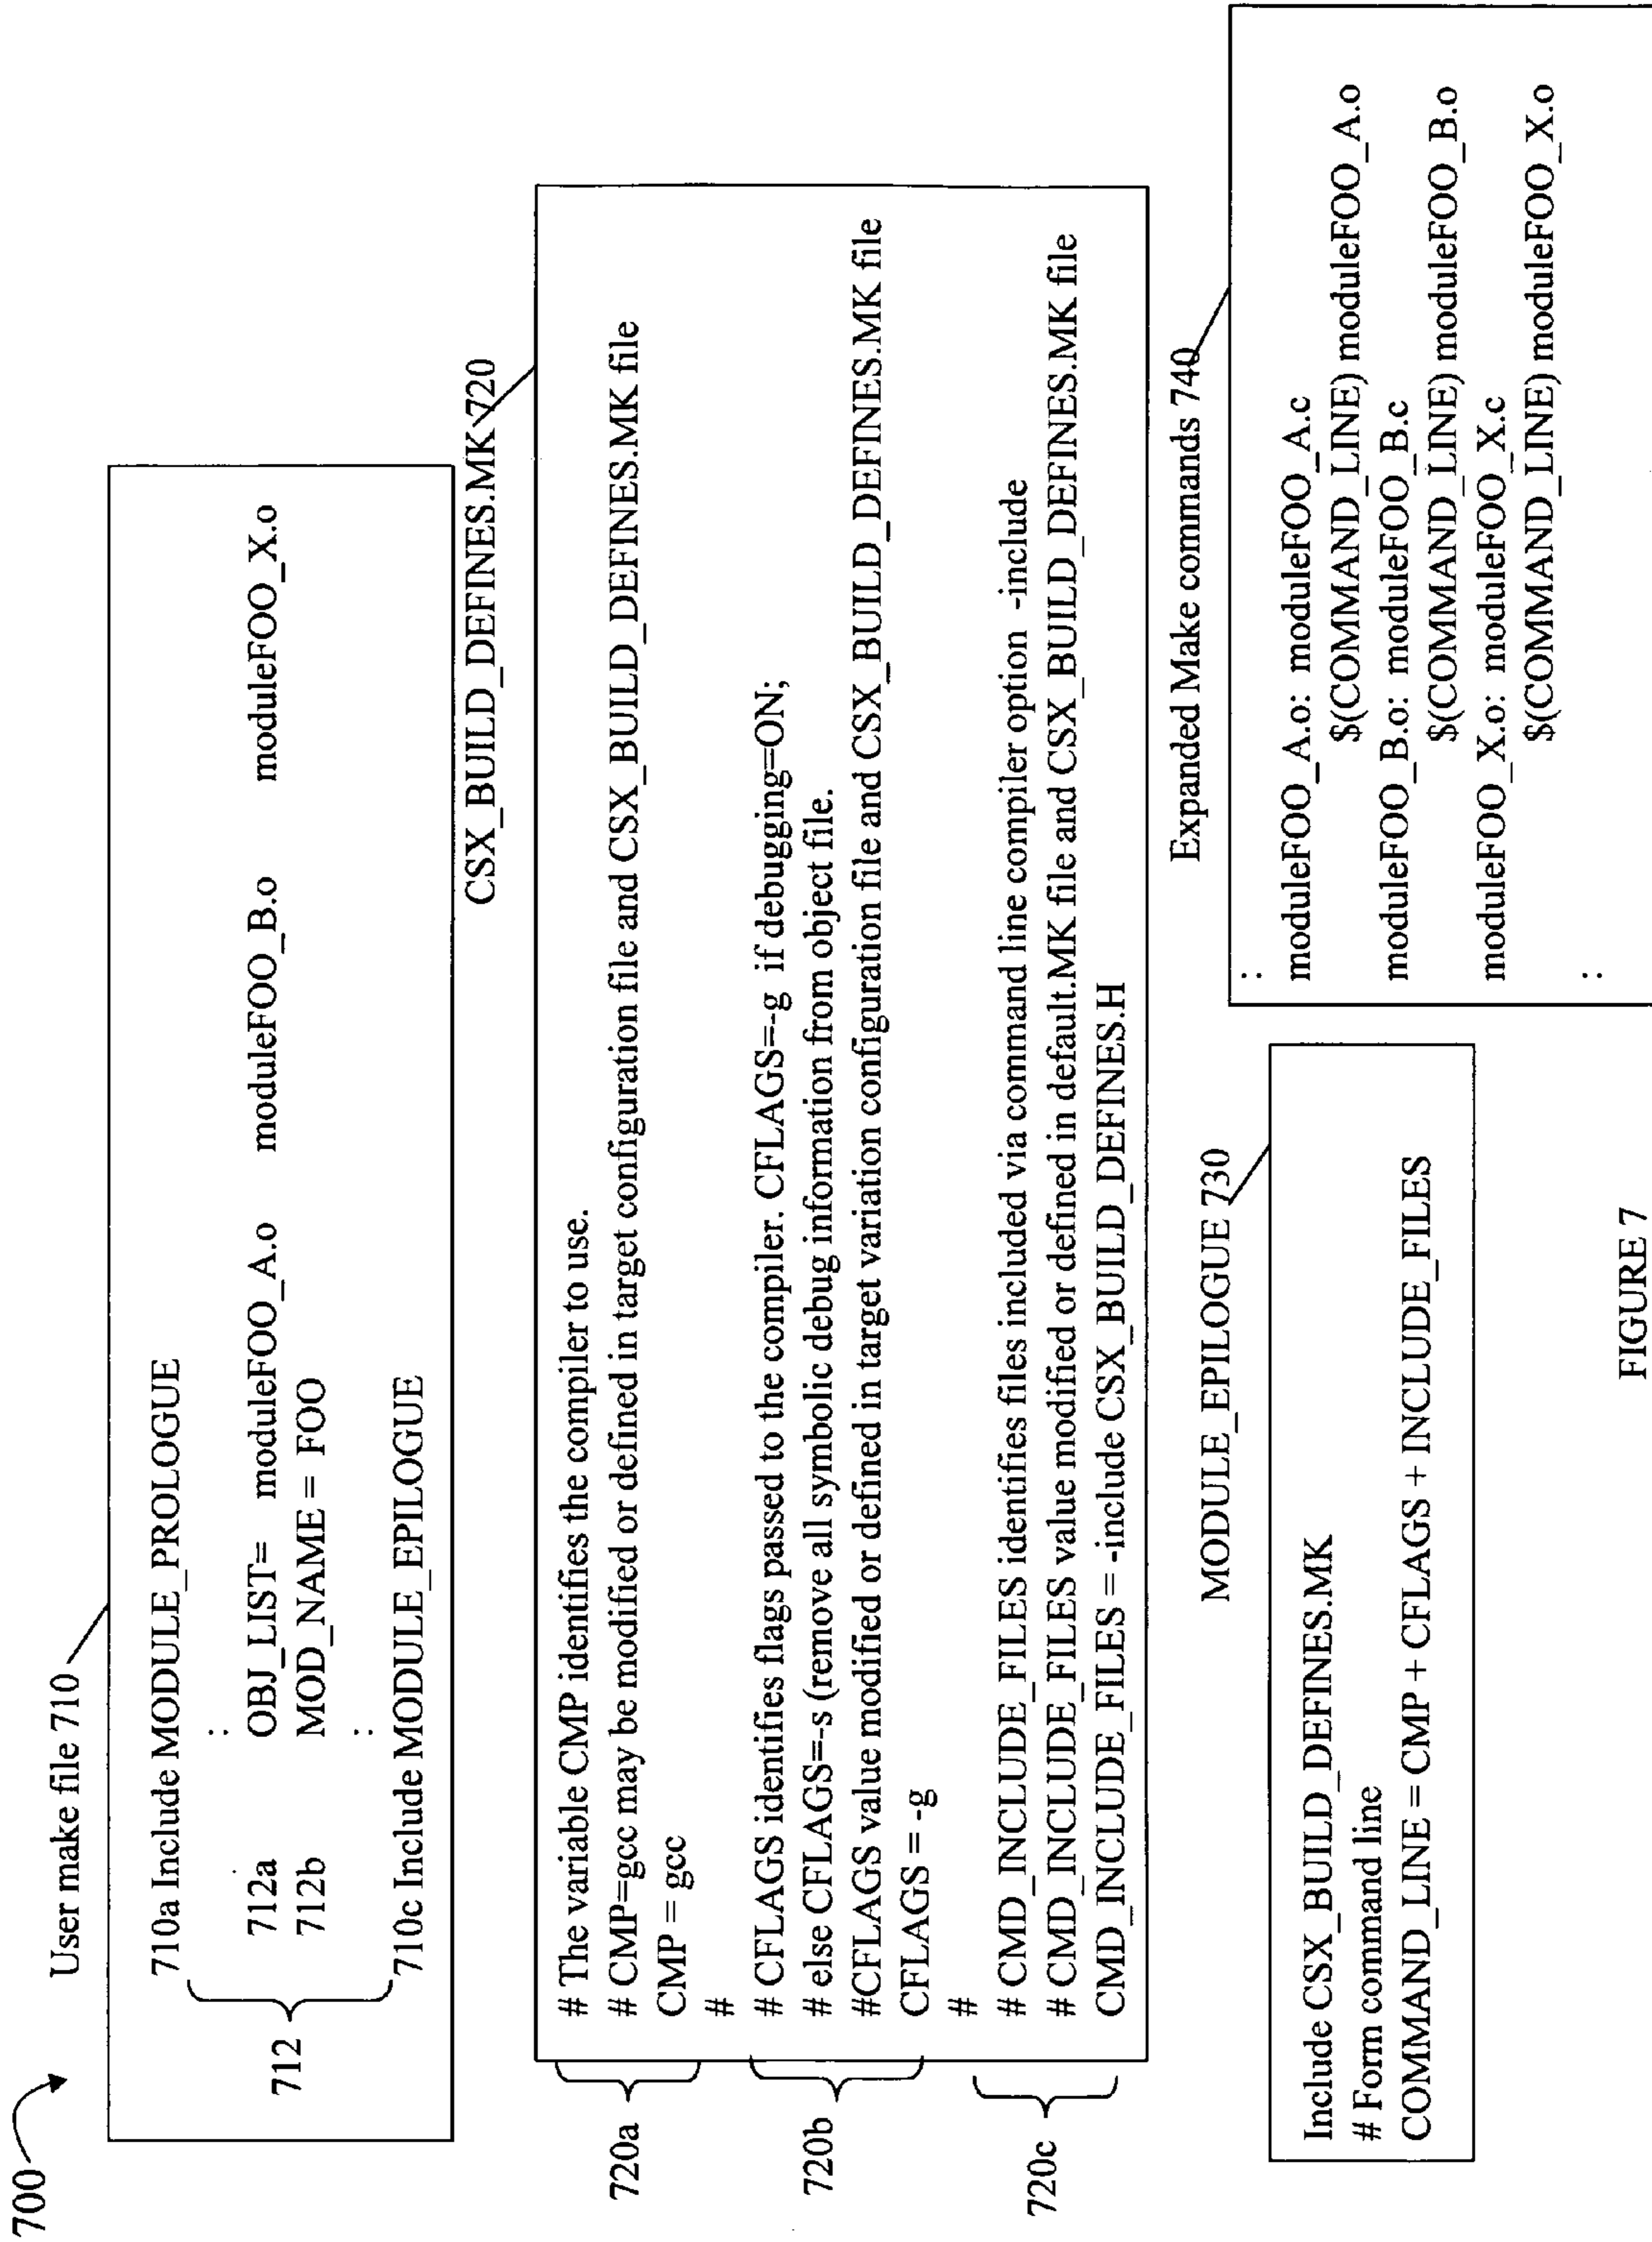 700
User make file 710
710a Include MODULE_PROLOGUE
:
712a OBJ_LIST= moduleFOO_A.o moduleFOO_B.o moduleFOO_X.o
712b MOD_NAME = FOO
:
712
710c Include MODULE_EPILOGUE
CSX_BUILD_DEFINES.MK 720
# The variable CMP identifies the compiler to use.
# CMP=gcc may be modified or defined in target configuration file and CSX_BUILD_DEFINES.MK file
CMP = gcc
#
720a
# CFLAGS identifies flags passed to the compiler. CFLAGS=-g if debugging=ON;
# else CFLAGS=-s (remove all symbolic debug information from object file.
#CFLAGS value modified or defined in target variation configuration file and CSX_BUILD_DEFINES.MK file
CFLAGS = -g
#
720b
# CMD_INCLUDE_FILES identifies files included via command line compiler option -include
# CMD_INCLUDE_FILES value modified or defined in default.MK file and CSX_BUILD_DEFINES.MK file
CMD_INCLUDE_FILES = -include CSX_BUILD_DEFINES.H
720c
MODULE_EPILOGUE 730
Include CSX_BUILD_DEFINES.MK
# Form command line
COMMAND_LINE = CMP + CFLAGS + INCLUDE_FILES
Expanded Make commands 740
:
moduleFOO_A.o: moduleFOO_A.c
$(COMMAND_LINE) moduleFOO_A.o
moduleFOO_B.o: moduleFOO_B.c
$(COMMAND_LINE) moduleFOO_B.o
moduleFOO_X.o: moduleFOO_X.c
$(COMMAND_LINE) moduleFOO_X.o
:
FIGURE 7